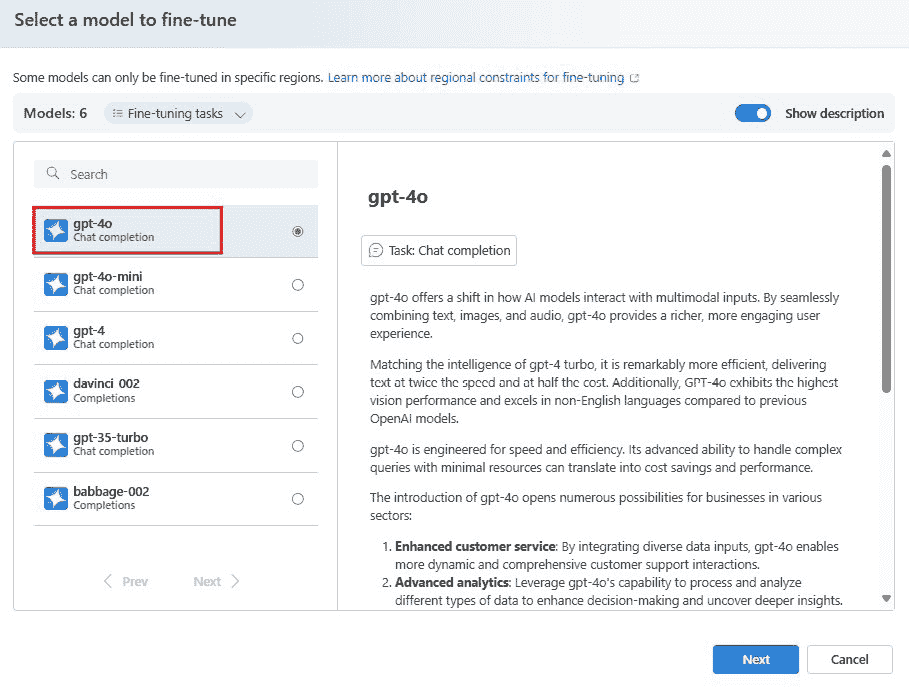 Select a model to fine-tune
Some models can only be fine-tuned in specific regions. Learn more about regional constraints for fine-tuning
Models: 6
Fine-tuning tasks
Show description
Search
gpt-4o
Chat completion
gpt-4o-mini
Chat completion
gpt-4
Chat completion
davinci 002
Completions
gpt-35-turbo
Chat completion
babbage-002
Completions
Prev
Next
gpt-4o
Task: Chat completion
gpt-4o offers a shift in how AI models interact with multimodal inputs. By seamlessly
combining text, images, and audio, gpt-4o provides a richer, more engaging user
experience.
Matching the intelligence of gpt-4 turbo, it is remarkably more efficient, delivering
text at twice the speed and at half the cost. Additionally, GPT-4o exhibits the highest
vision performance and excels in non-English languages compared to previous
OpenAI models.
gpt-4o is engineered for speed and efficiency. Its advanced ability to handle complex
queries with minimal resources can translate into cost savings and performance.
The introduction of gpt-4o opens numerous possibilities for businesses in various
sectors:
1. Enhanced customer service: By integrating diverse data inputs, gpt-4o enables
more dynamic and comprehensive customer support interactions.
2. Advanced analytics: Leverage gpt-4o's capability to process and analyze
different types of data to enhance decision-making and uncover deeper insights.
Next
Cancel